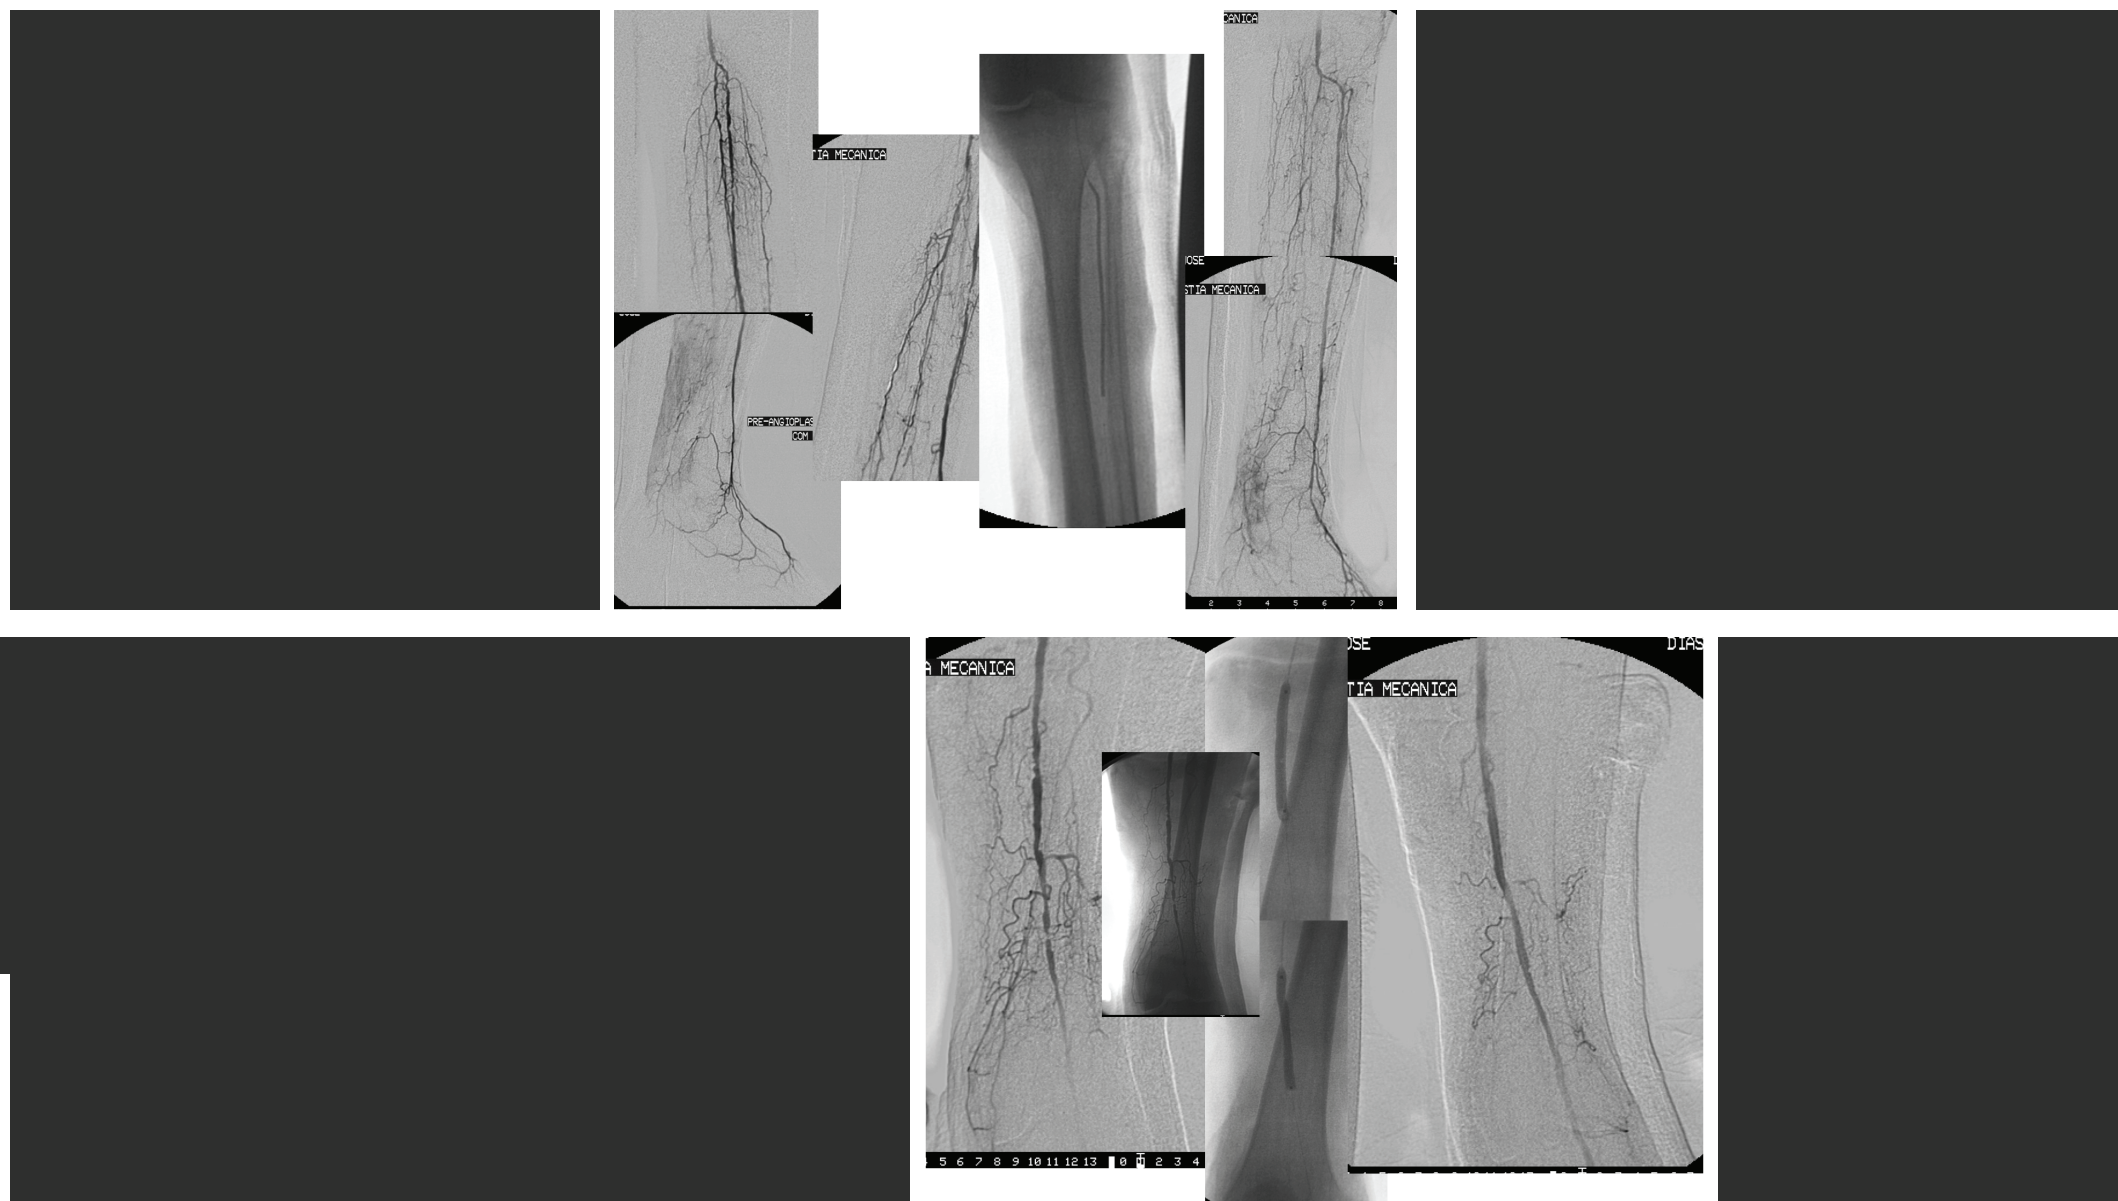 CANICA
TIA MECANICA
JOSE
STIA MECANICA
PRE-ANGIOPLAS
COM
2 3 4 5 6 7 8
A MECANICA
OSE
DIAS
TIA MECANICA
5 6 7 8 9 10 11 12 13 0 1 2 3 4